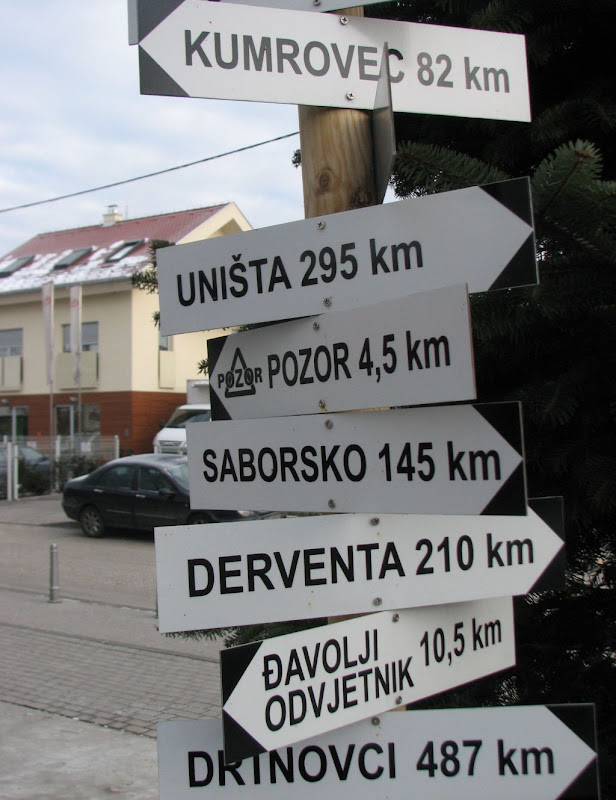 KUMROVEC 82 km
UNIŠTA 295 km
POZOR POZOR 4,5 km
SABORSKO 145 km
DERVENTA 210 km
ĐAVOLJI 10,5 km
ODVJETNIK
DRTNOVCI 487 km